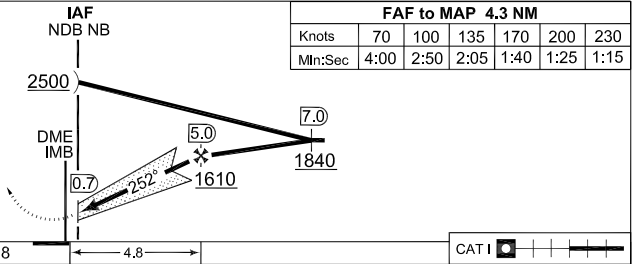 IAF
NDB NB
FAF to MAP 4.3 NM
Knots 70 100 135 170 200 230
Min:Sec 4:00 2:50 2:05 1:40 1:25 1:15
2500
7.0
DME
IMB
5.0
1840
0.7
252°
1610
8
4.8
CAT I